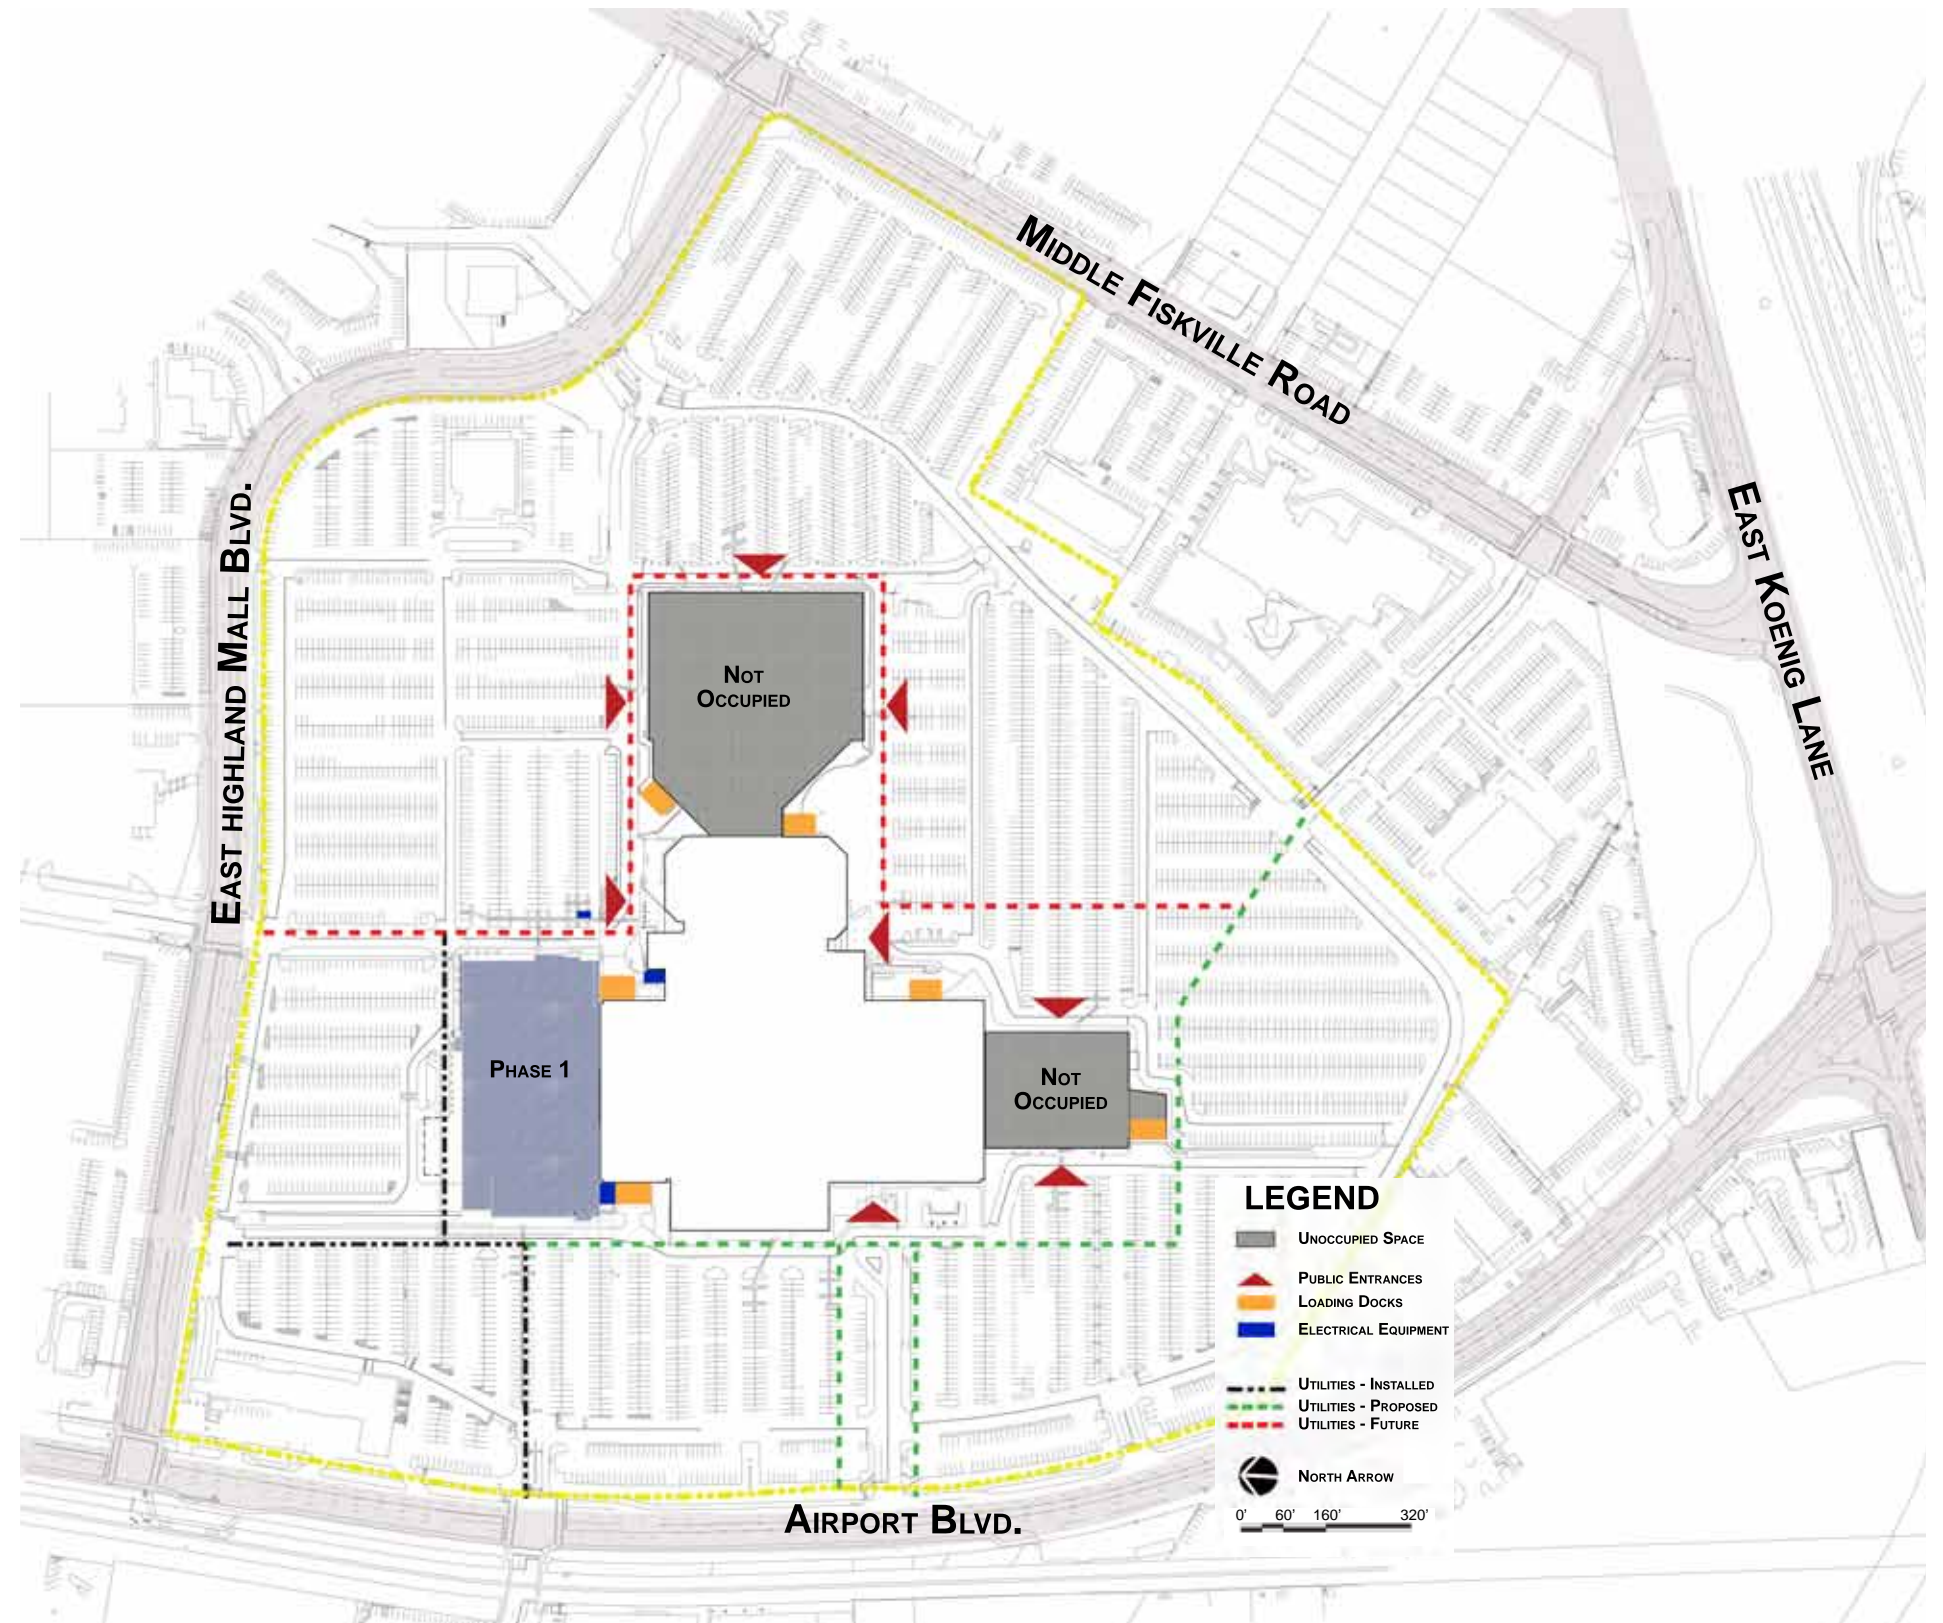 Middle Fiskville Road
East Highland Mall Blvd.
East Koenig Lane
Not
Occupied
Phase 1
Not
Occupied
Airport Blvd.
LEGEND
Unoccupied Space
Public Entrances
Loading Docks
Electrical Equipment
Utilities - Installed
Utilities - Proposed
Utilities - Future
North Arrow
0' 60' 160' 320'